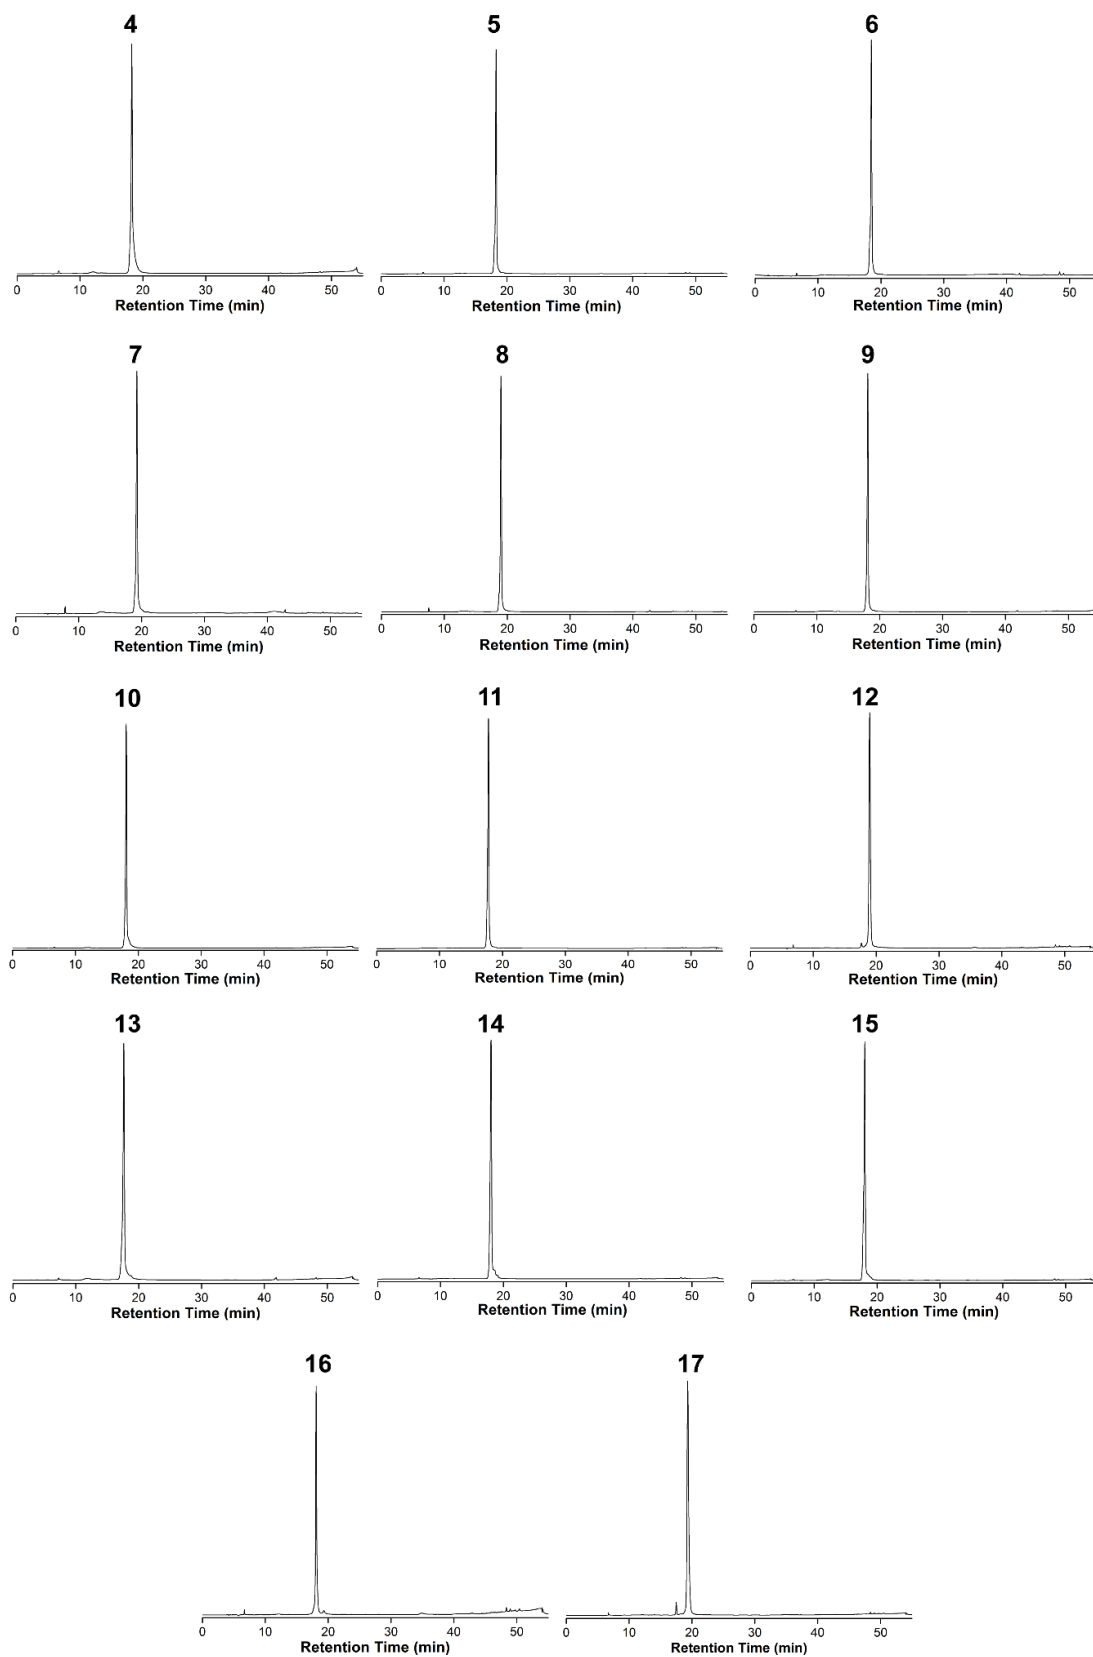 4 5 6
0 10 20 30 40 50 0 10 20 30 40 50 0 10 20 30 40 50
Retention Time (min) Retention Time (min) Retention Time (min)
7 8 9
0 10 20 30 40 50 0 10 20 30 40 50 0 10 20 30 40 50
Retention Time (min) Retention Time (min) Retention Time (min)
10 11 12
0 10 20 30 40 50 0 10 20 30 40 50 0 10 20 30 40 50
Retention Time (min) Retention Time (min) Retention Time (min)
13 14 15
0 10 20 30 40 50 0 10 20 30 40 50 0 10 20 30 40 50
Retention Time (min) Retention Time (min) Retention Time (min)
16 17
0 10 20 30 40 50 0 10 20 30 40 50
Retention Time (min) Retention Time (min)